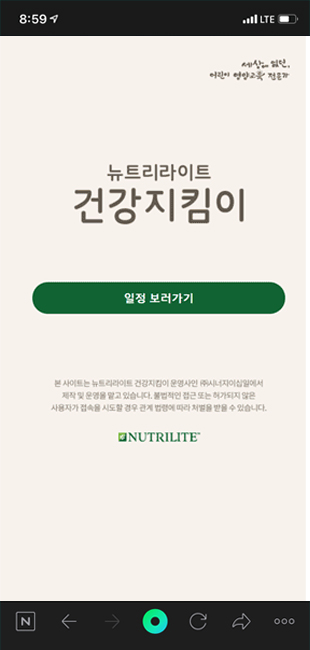 8:59
LTE
세상에 없던,
어린이 영양교육 전문가
뉴트리라이트
건강지킴이
일정 보러가기
본 사이트는 뉴트리라이트 건강지킴이 운영사인 ㈜시너지이십일에서
제작 및 운영을 맡고 있습니다. 불법적인 접근 또는 허가되지 않은
사용자가 접속을 시도할 경우 관계 법령에 따라 처벌을 받을 수 있습니다.
NUTRILITE™
N